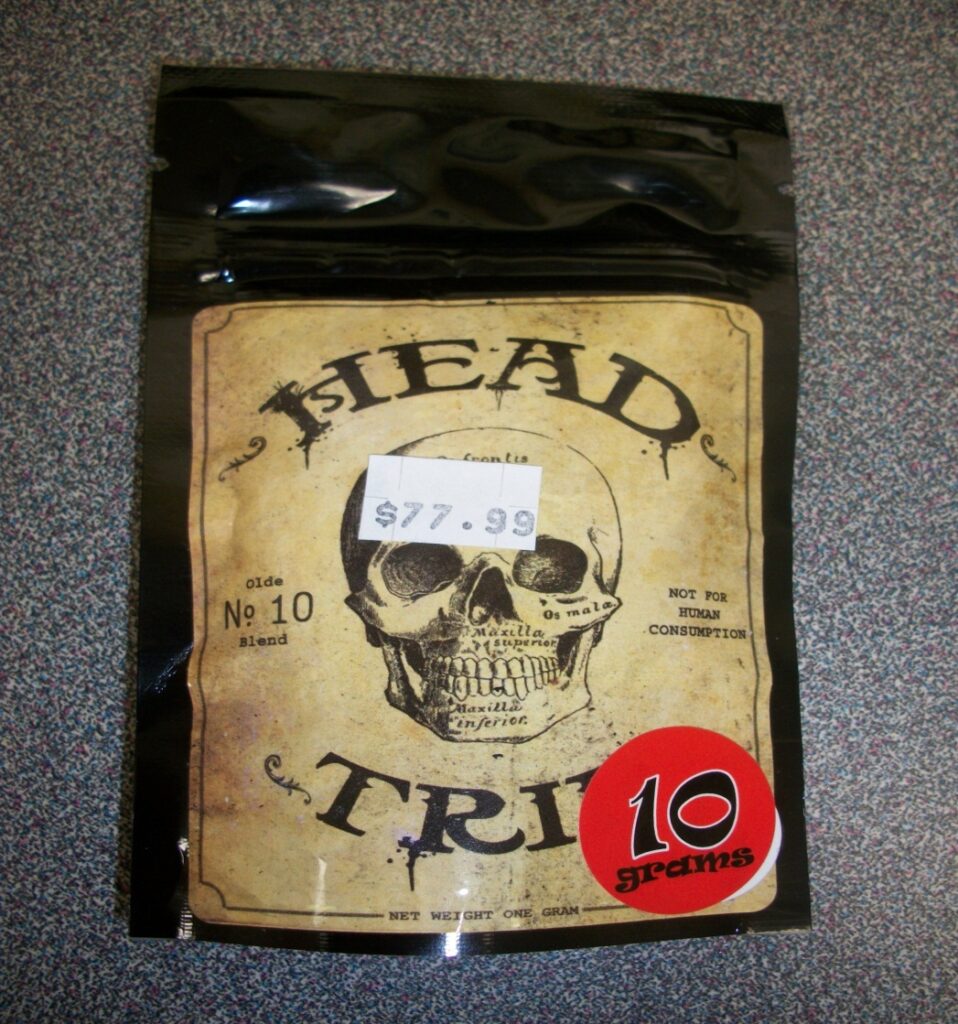 HEAD
frontis
$77.99
Olde
No 10
Blend
NOT FOR
HUMAN
CONSUMPTION
Os mala.
Maxilla
superior
Maxilla
inferior.
TRI
10
grams
NET WEIGHT ONE GRAM